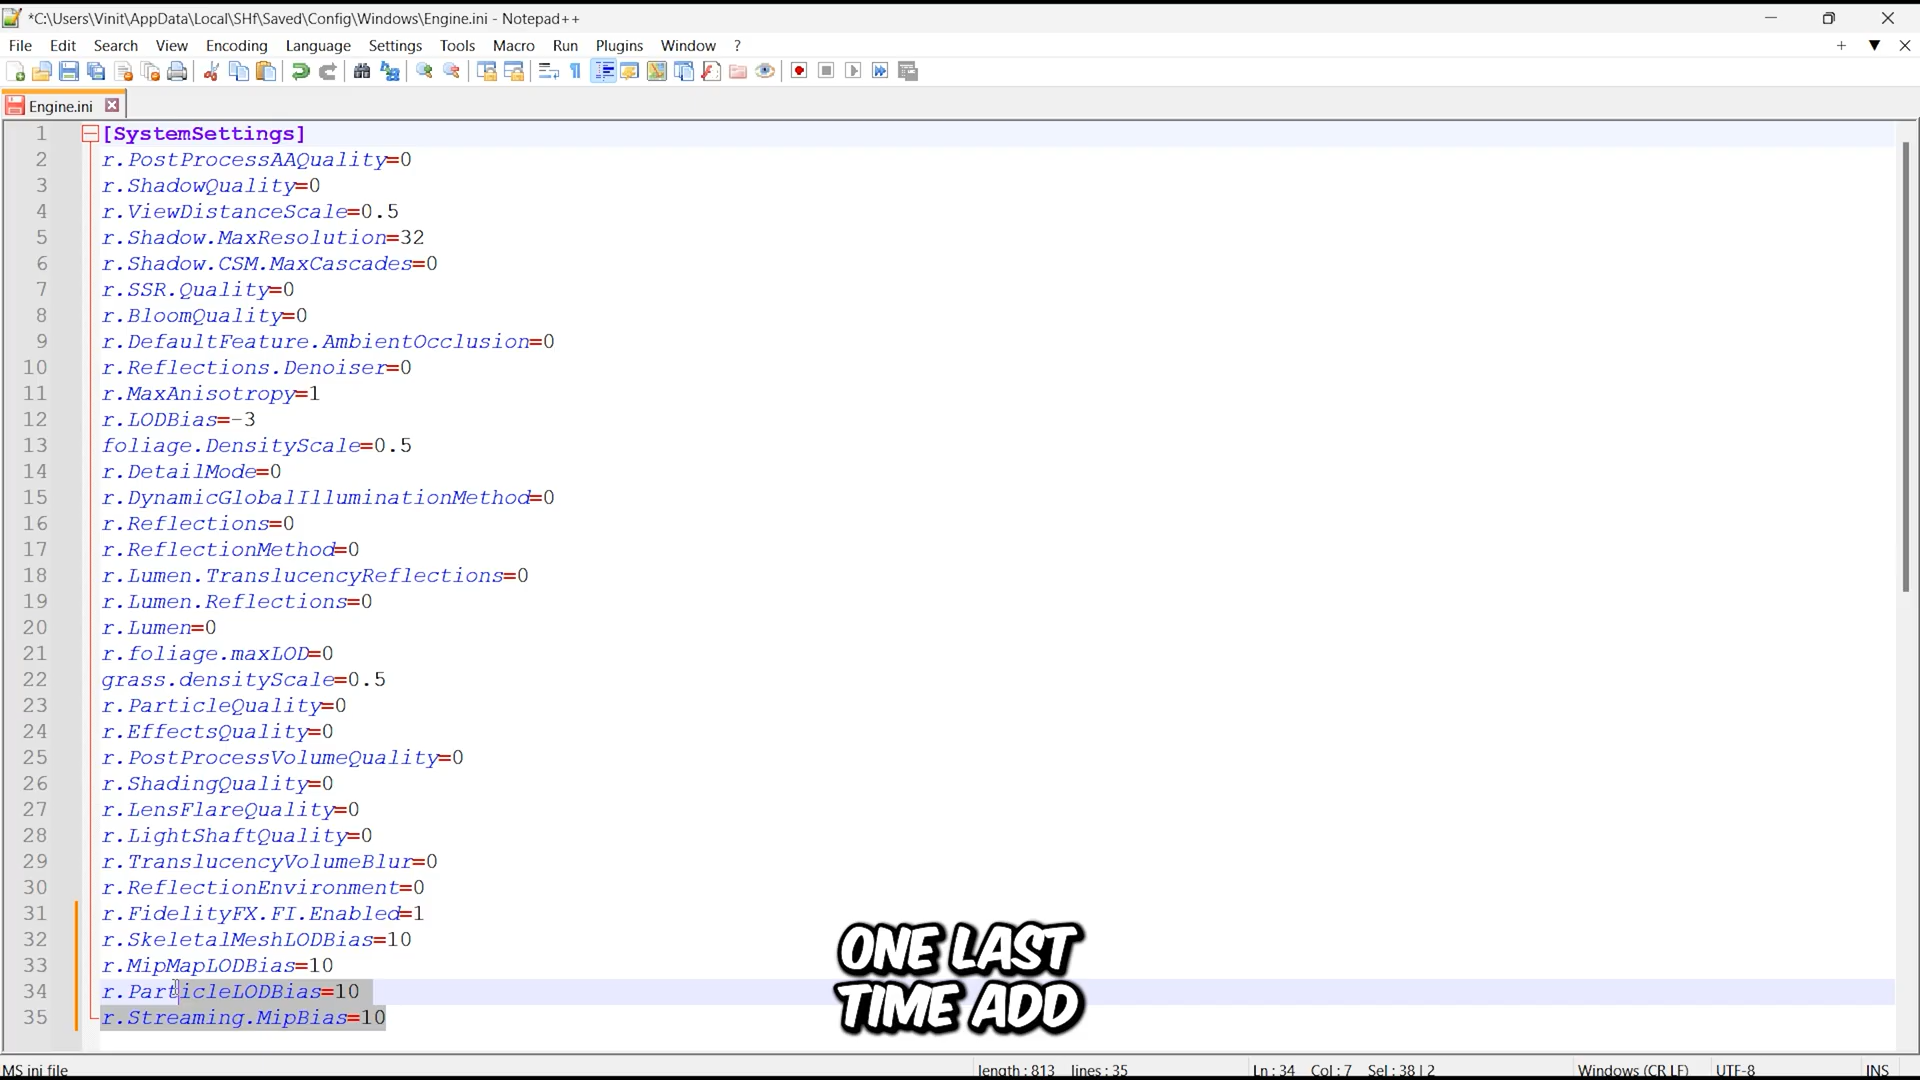 *C:\Users\Vinit\AppData\Local\SHf\Saved\Config\Windows\Engine.ini - Notepad++
File Edit Search View Encoding Language Settings Tools Macro Run Plugins Window ?
Engine.ini
1 [SystemSettings]
2 r.PostProcessAAQuality=0
3 r.ShadowQuality=0
4 r.ViewDistanceScale=0.5
5 r.Shadow.MaxResolution=32
6 r.Shadow.CSM.MaxCascades=0
7 r.SSR.Quality=0
8 r.BloomQuality=0
9 r.DefaultFeature.AmbientOcclusion=0
10 r.Reflections.Denoiser=0
11 r.MaxAnisotropy=1
12 r.LODBias=-3
13 foliage.DensityScale=0.5
14 r.DetailMode=0
15 r.DynamicGlobalIlluminationMethod=0
16 r.Reflections=0
17 r.ReflectionMethod=0
18 r.Lumen.TranslucencyReflections=0
19 r.Lumen.Reflections=0
20 r.Lumen=0
21 r.foliage.maxLOD=0
22 grass.densityScale=0.5
23 r.ParticleQuality=0
24 r.EffectsQuality=0
25 r.PostProcessVolumeQuality=0
26 r.ShadingQuality=0
27 r.LensFlareQuality=0
28 r.LightShaftQuality=0
29 r.TranslucencyVolumeBlur=0
30 r.ReflectionEnvironment=0
31 r.FidelityFX.FI.Enabled=1
32 r.SkeletalMeshLODBias=10
33 r.MipMapLODBias=10
34 r.ParticleLODBias=10
35 r.Streaming.MipBias=10
ONE LAST
TIME ADD
MS ini file length : 813 lines : 35 Ln : 34 Col : 7 Sel : 38 | 2 Windows (CR LF) UTF-8 INS